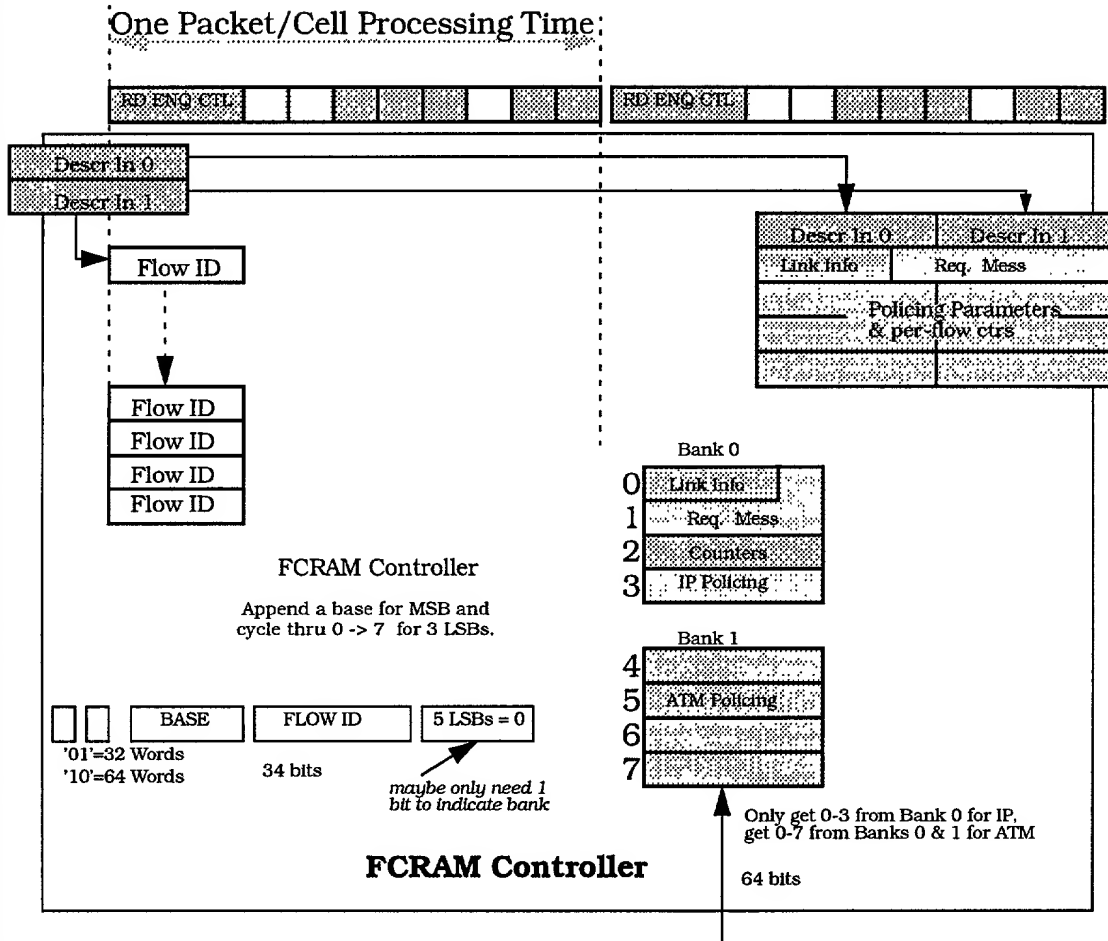 One Packet/Cell Processing Time
RD ENQ CTL
RD ENQ CTL
Descr In 0
Descr In 1
Descr In 0
Descr In 1
Flow ID
Link Info
Req. Mess
Policing Parameters
& per-flow ctrs
Flow ID
Flow ID
Flow ID
Flow ID
Bank 0
0
Link Info
1
Req. Mess
2
Counters
3
IP Policing
FCRAM Controller
Append a base for MSB and
cycle thru 0 -> 7 for 3 LSBs.
Bank 1
4
5
ATM Policing
6
7
BASE
FLOW ID
5 LSBs = 0
'01'=32 Words
'10'=64 Words
34 bits
maybe only need 1
bit to indicate bank
Only get 0-3 from Bank 0 for IP,
get 0-7 from Banks 0 & 1 for ATM
FCRAM Controller
64 bits